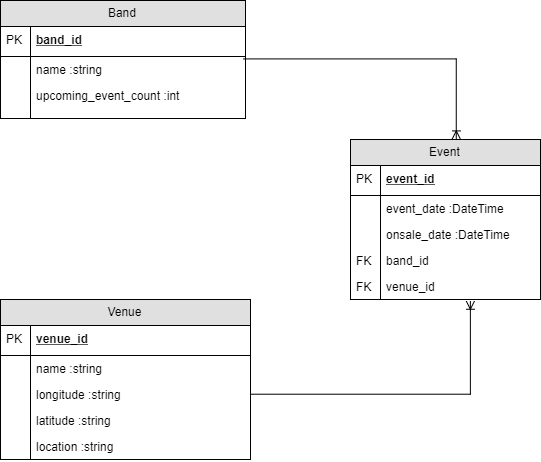 Band
PK band_id
name :string
upcoming_event_count :int
Event
PK event_id
event_date :DateTime
onsale_date :DateTime
FK band_id
FK venue_id
Venue
PK venue_id
name :string
longitude :string
latitude :string
location :string